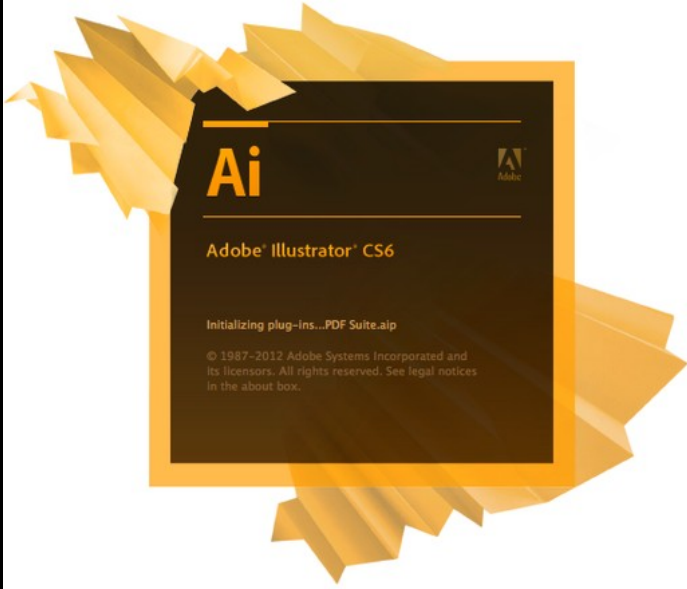 Ai
Adobe
Adobe® Illustrator® CS6
Initializing plug-ins...PDF Suite.aip
© 1987-2012 Adobe Systems Incorporated and
its licensors. All rights reserved. See legal notices
in the about box.